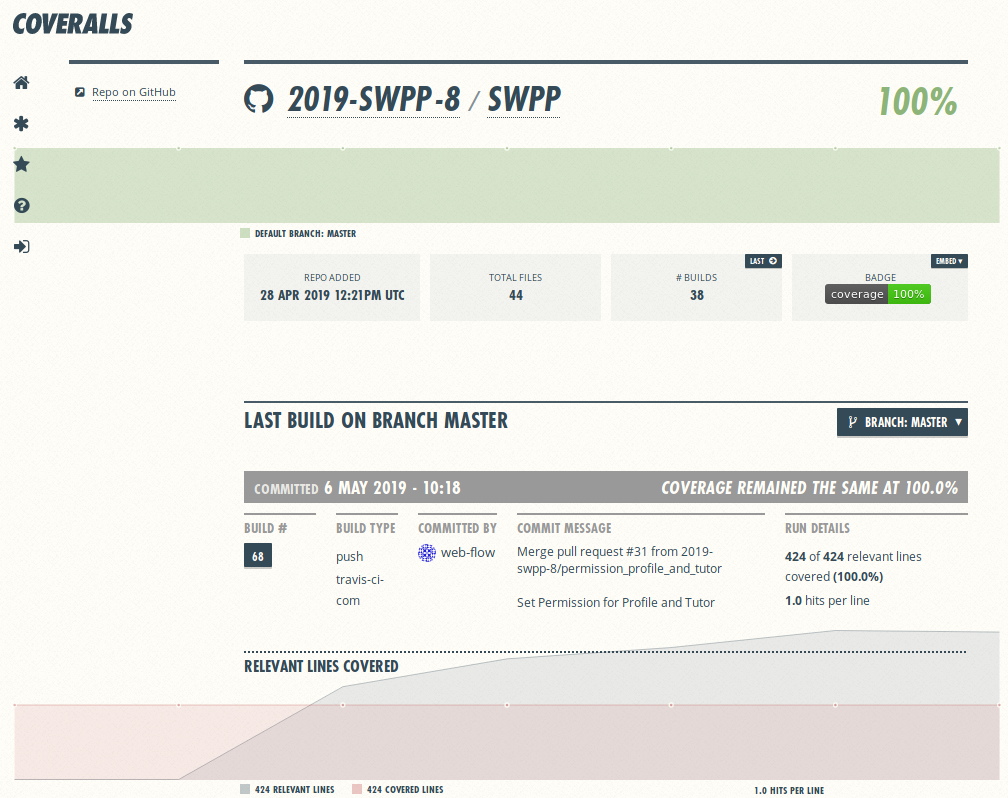 COVERALLS
Repo on GitHub
2019-SWPP-8 / SWPP
100%
DEFAULT BRANCH: MASTER
REPO ADDED
28 APR 2019 12:21PM UTC
TOTAL FILES
44
LAST
# BUILDS
38
EMBED ▾
BADGE
coverage 100%
LAST BUILD ON BRANCH MASTER
BRANCH: MASTER ▼
COMMITTED 6 MAY 2019 - 10:18
COVERAGE REMAINED THE SAME AT 100.0%
BUILD #
68
BUILD TYPE
push
travis-ci-
com
COMMITTED BY
web-flow
COMMIT MESSAGE
Merge pull request #31 from 2019-
swpp-8/permission_profile_and_tutor
Set Permission for Profile and Tutor
RUN DETAILS
424 of 424 relevant lines
covered (100.0%)
1.0 hits per line
RELEVANT LINES COVERED
424 RELEVANT LINES
424 COVERED LINES
1.0 HITS PER LINE